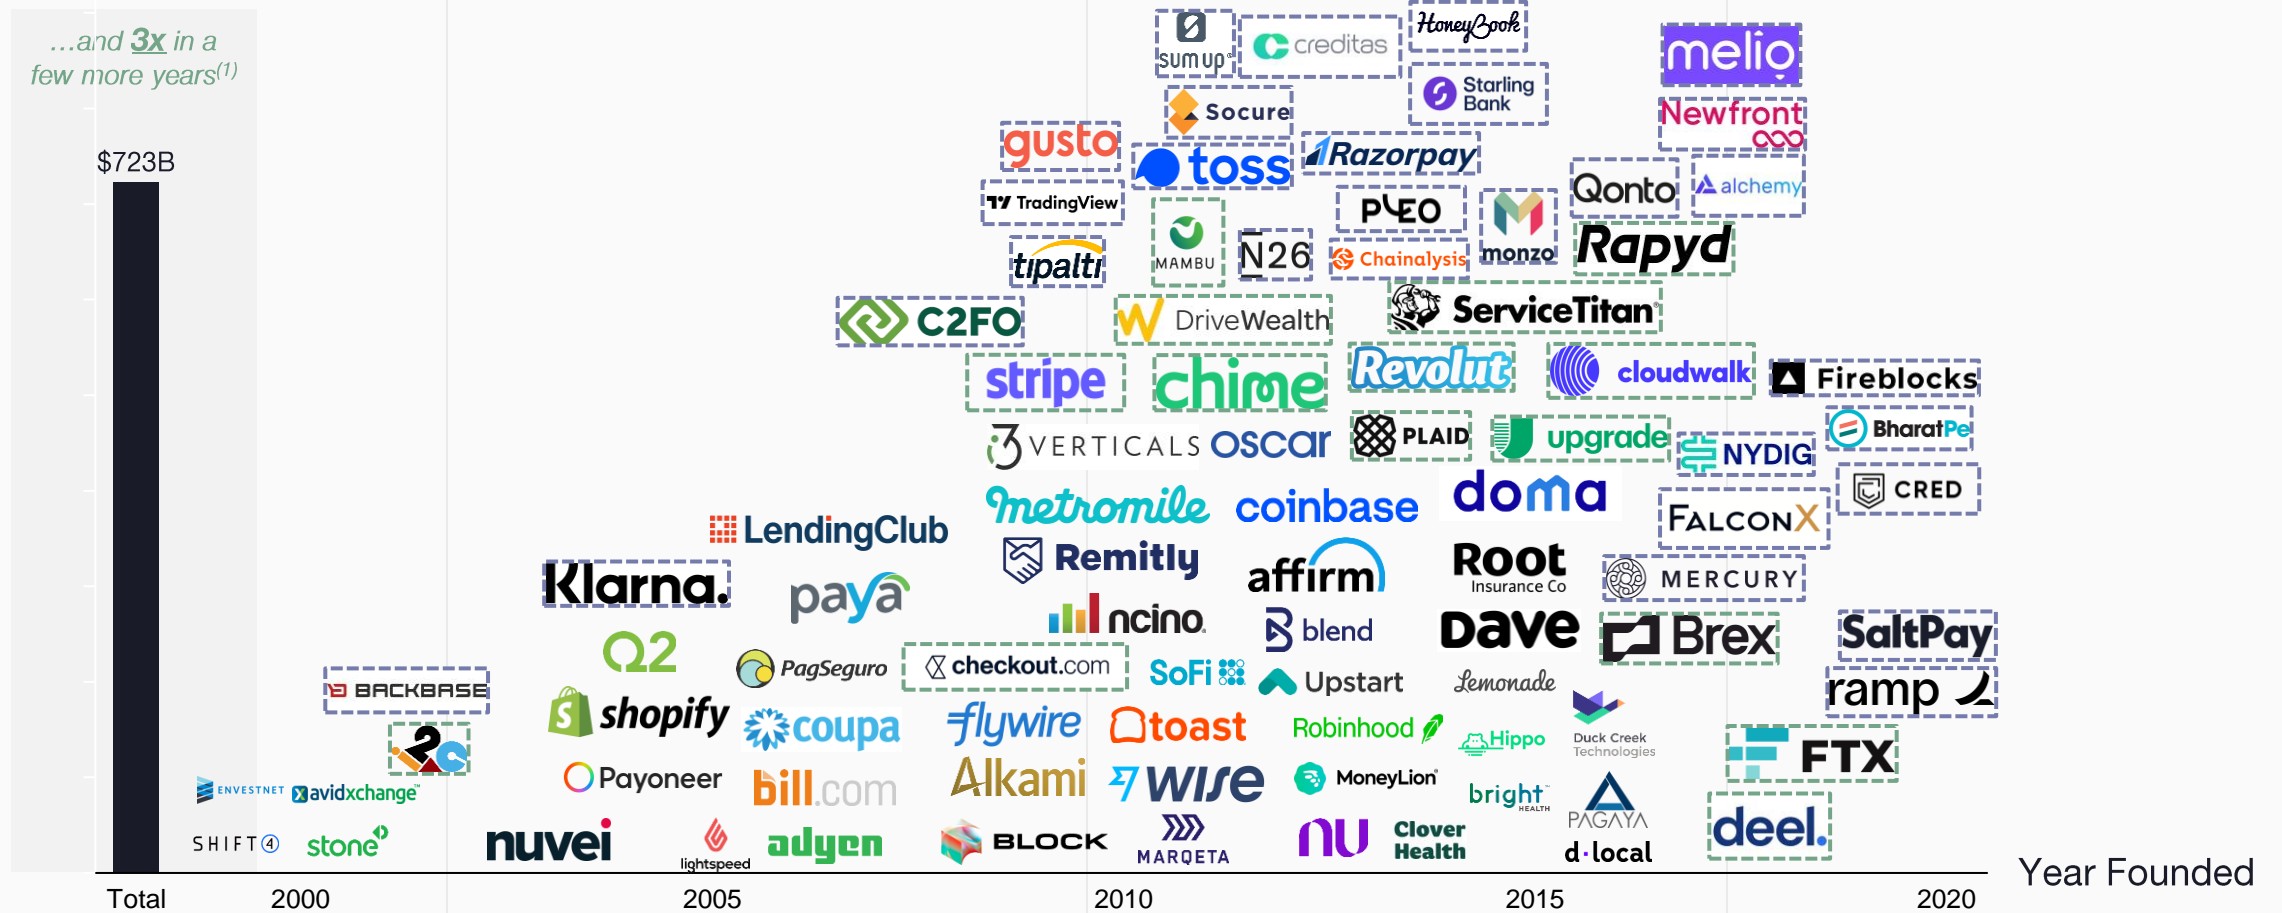 ...and 3x in a
few more years(1)
$723B
sumup
creditas
HoneyBook
melio
Starling
Bank
Socure
Newfront
gusto
toss
Razorpay
TradingView
PLEO
monzo
Qonto
alchemy
tipalti
MAMBU
N26
Chainalysis
Rapyd
C2FO
DriveWealth
ServiceTitan
stripe
chime
Revolut
cloudwalk
Fireblocks
i3 VERTICALS
oscar
PLAID
upgrade
NYDIG
BharatPe
LendingClub
metromile
coinbase
doma
FALCONX
CRED
Klarna.
paya
Remitly
affirm
Root
Insurance Co
MERCURY
Q2
ncino
blend
Dave
Brex
SaltPay
BACKBASE
PagSeguro
checkout.com
SoFi
Upstart
Lemonade
ramp
i2c
shopify
coupa
flywire
toast
Robinhood
Hippo
Duck Creek
Technologies
FTX
ENVESTNET
avidxchange
Payoneer
bill.com
Alkami
WISE
MoneyLion
bright
HEALTH
PAGAYA
deel.
SHIFT4
stone
nuvei
lightspeed
adyen
BLOCK
MARQETA
nu
Clover
Health
d·local
Total
2000
2005
2010
2015
2020
Year Founded